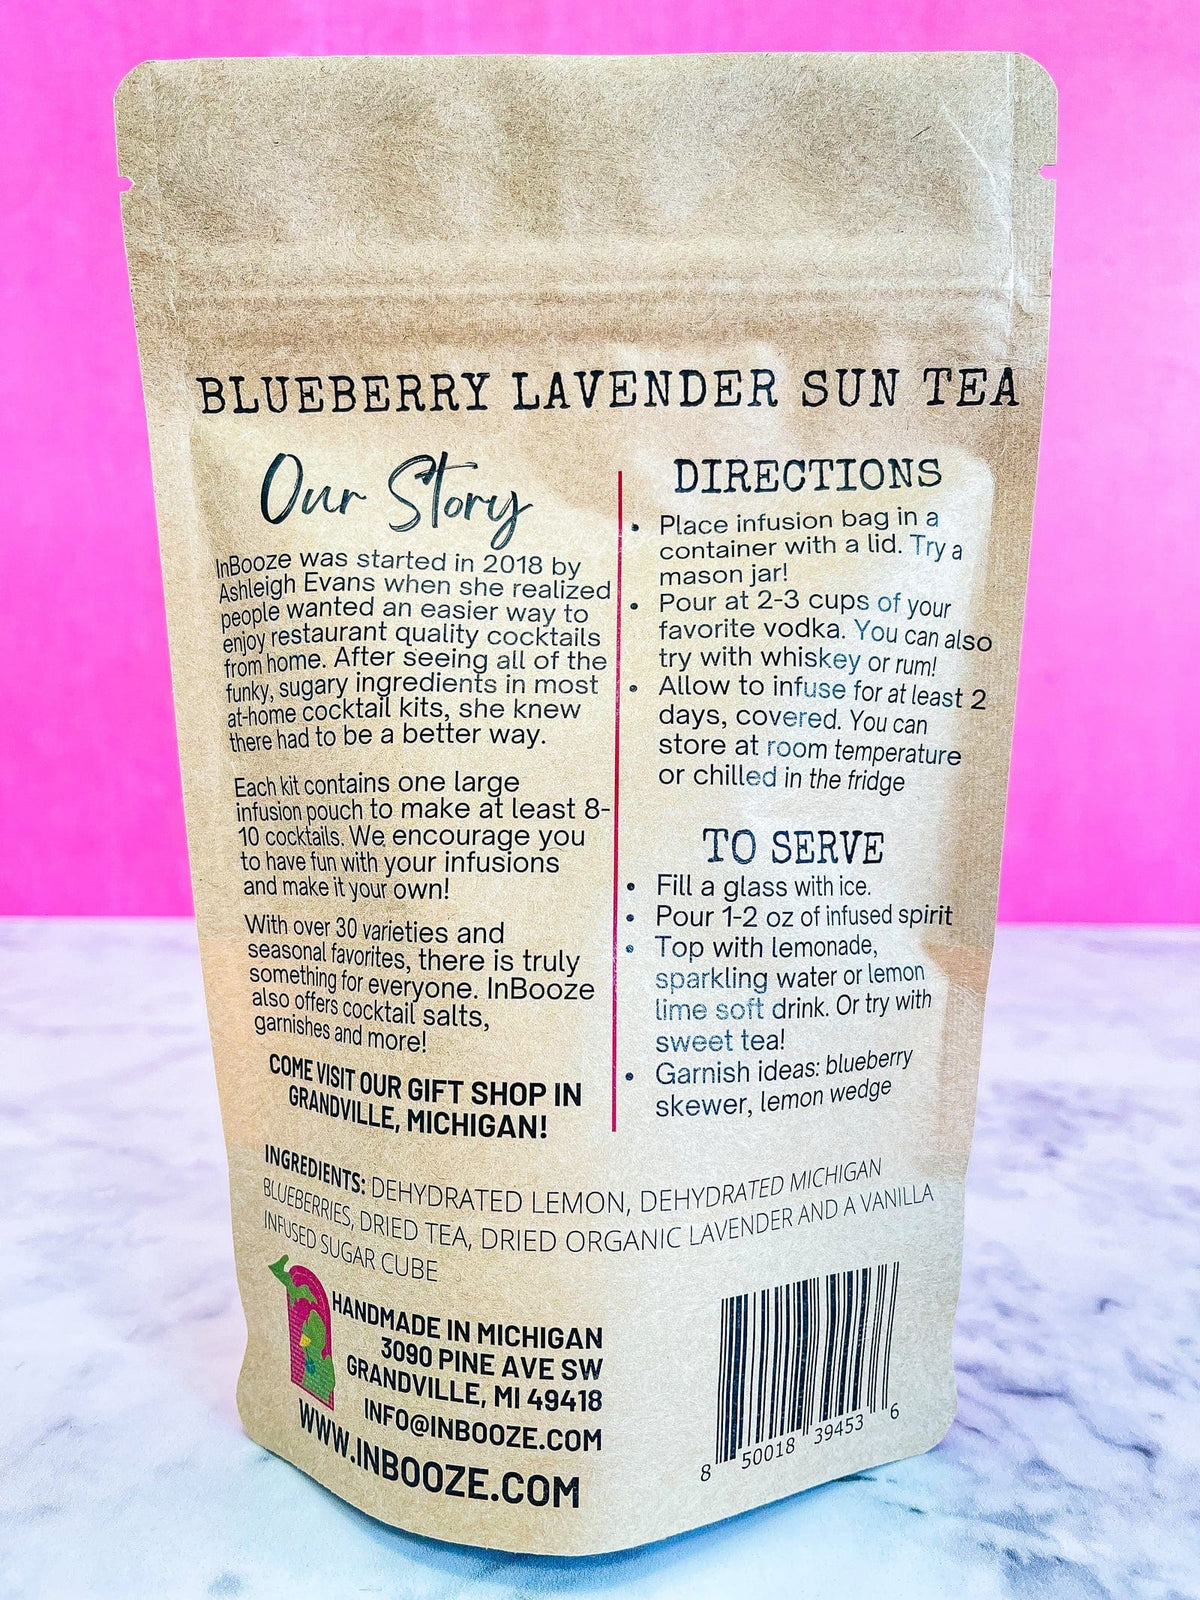 BLUEBERRY LAVENDER SUN TEA
Our Story
InBooze was started in 2018 by
Ashleigh Evans when she realized
people wanted an easier way to
enjoy restaurant quality cocktails
from home. After seeing all of the
funky, sugary ingredients in most
at-home cocktail kits, she knew
there had to be a better way.
Each kit contains one large
infusion pouch to make at least 8-
10 cocktails. We encourage you
to have fun with your infusions
and make it your own!
With over 30 varieties and
seasonal favorites, there is truly
something for everyone. InBooze
also offers cocktail salts,
garnishes and more!
COME VISIT OUR GIFT SHOP IN
GRANDVILLE, MICHIGAN!
DIRECTIONS
• Place infusion bag in a
container with a lid. Try a
mason jar!
• Pour at 2-3 cups of your
favorite vodka. You can also
try with whiskey or rum!
• Allow to infuse for at least 2
days, covered. You can
store at room temperature
or chilled in the fridge
TO SERVE
• Fill a glass with ice.
• Pour 1-2 oz of infused spirit
• Top with lemonade,
sparkling water or lemon
lime soft drink. Or try with
sweet tea!
• Garnish ideas: blueberry
skewer, lemon wedge
INGREDIENTS: DEHYDRATED LEMON, DEHYDRATED MICHIGAN
BLUEBERRIES, DRIED TEA, DRIED ORGANIC LAVENDER AND A VANILLA
INFUSED SUGAR CUBE
HANDMADE IN MICHIGAN
3090 PINE AVE SW
GRANDVILLE, MI 49418
INFO@INBOOZE.COM
WWW.INBOOZE.COM
8 50018 39453 6